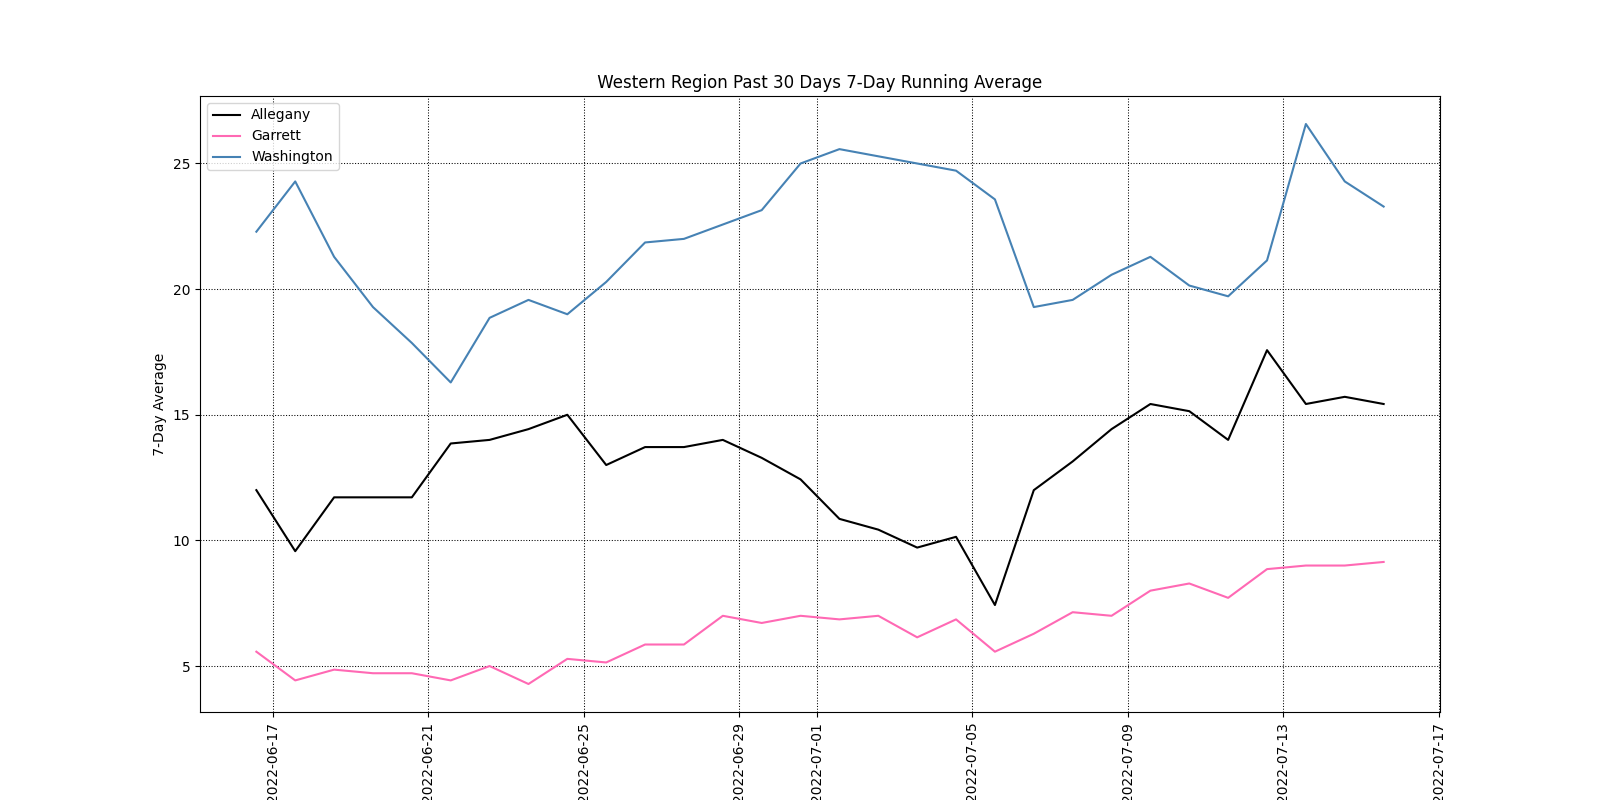 Western Region Past 30 Days 7-Day Running Average
Allegany
Garrett
Washington
7-Day Average
25
20
15
10
5
2022-06-17
2022-06-21
2022-06-25
2022-06-29
2022-07-01
2022-07-05
2022-07-09
2022-07-13
2022-07-17